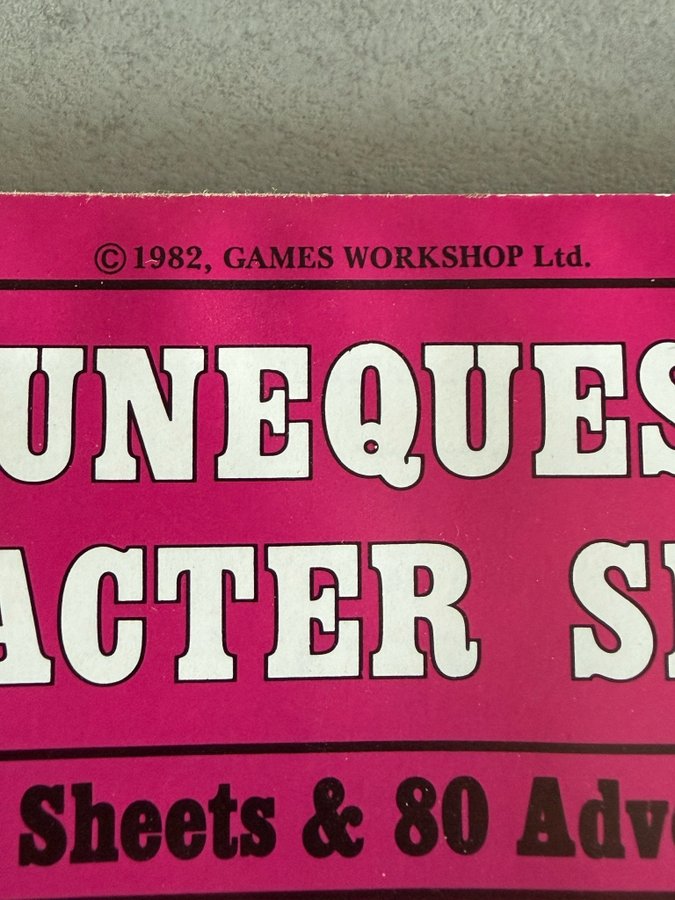 © 1982, GAMES WORKSHOP Ltd.
UNEQUES
ACTER S
Sheets & 80 Adv